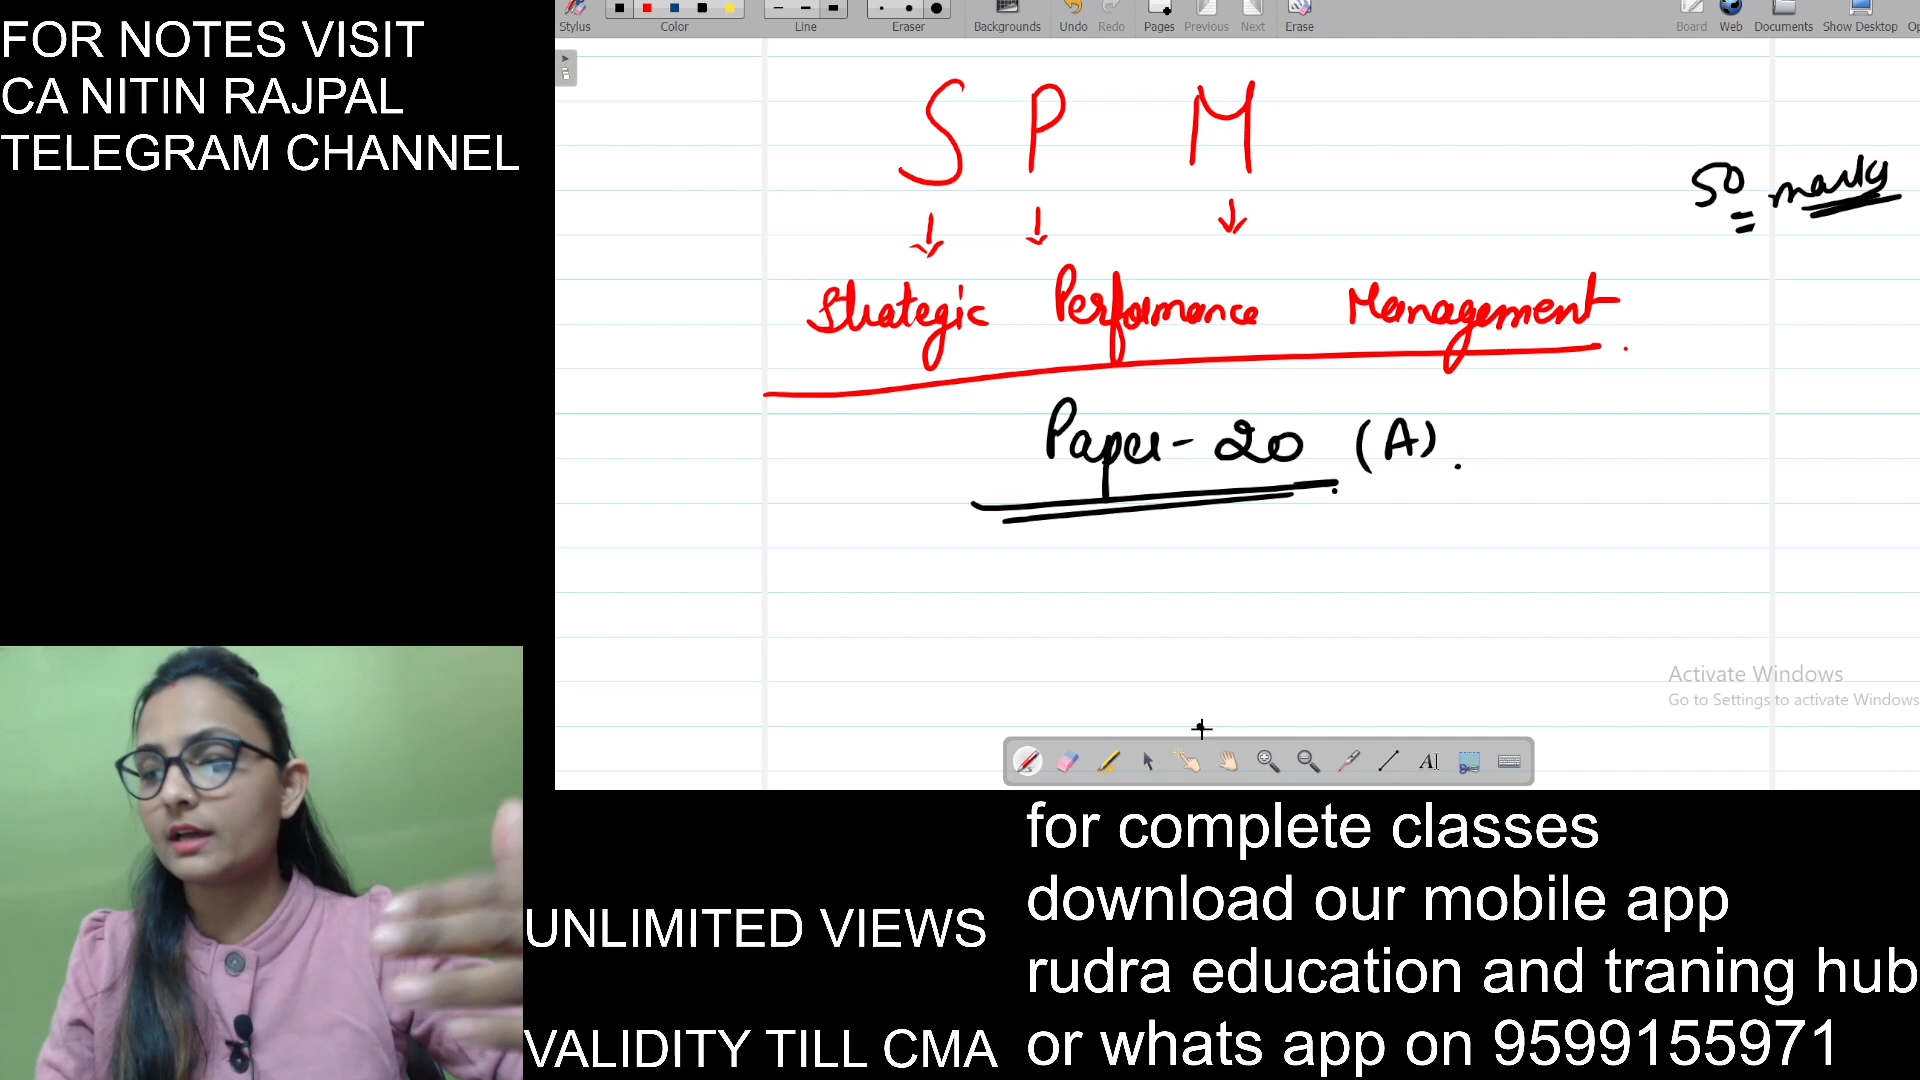 FOR NOTES VISIT
CA NITIN RAJPAL
TELEGRAM CHANNEL
Stylus Color Line Eraser Backgrounds Undo Redo Pages Previous Next Erase Board Web Documents Show Desktop Op
S P M
50 marks
Strategic Performance Management.
Paper-20 (A).
Activate Windows
Go to Settings to activate Windows
AI
for complete classes
download our mobile app
UNLIMITED VIEWS
rudra education and traning hub
VALIDITY TILL CMA
or whats app on 9599155971